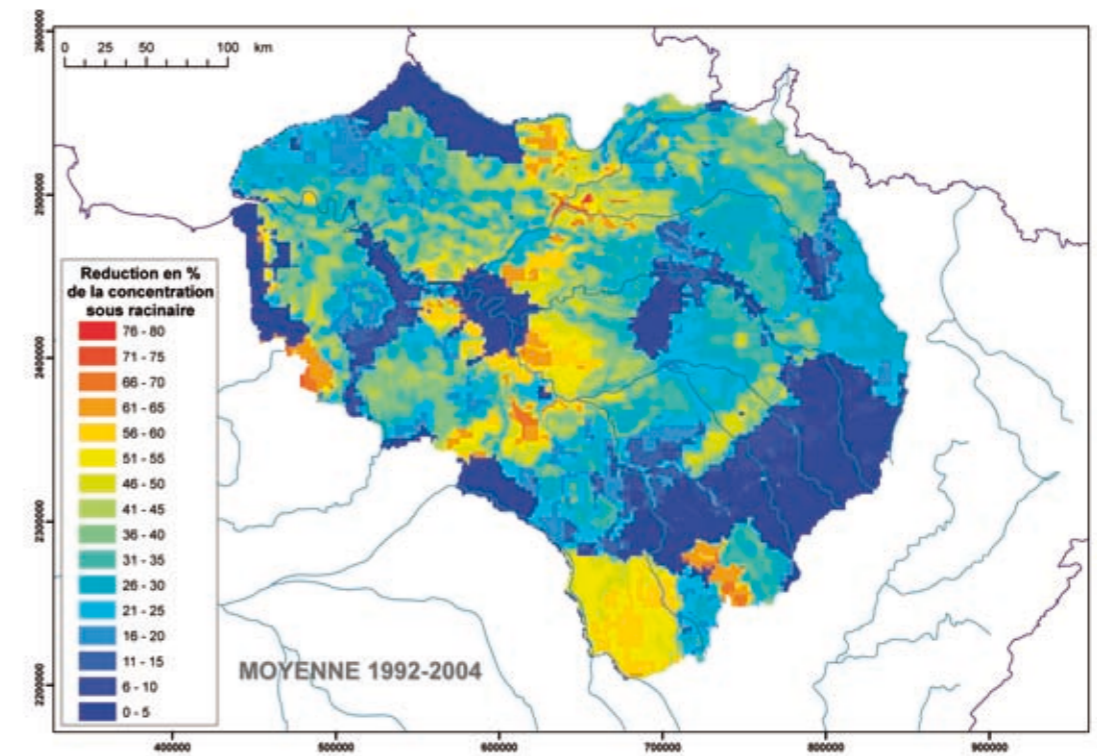 2600000
0 25 50 100 km
2500000
Reduction en %
de la concentration
sous racinaire
76 - 80
71 - 75
66 - 70
61 - 65
56 - 60
51 - 55
46 - 50
41 - 45
36 - 40
31 - 35
26 - 30
21 - 25
16 - 20
11 - 15
6 - 10
0 - 5
2400000
2300000
2200000
MOYENNE 1992-2004
400000 500000 600000 700000 800000 900000